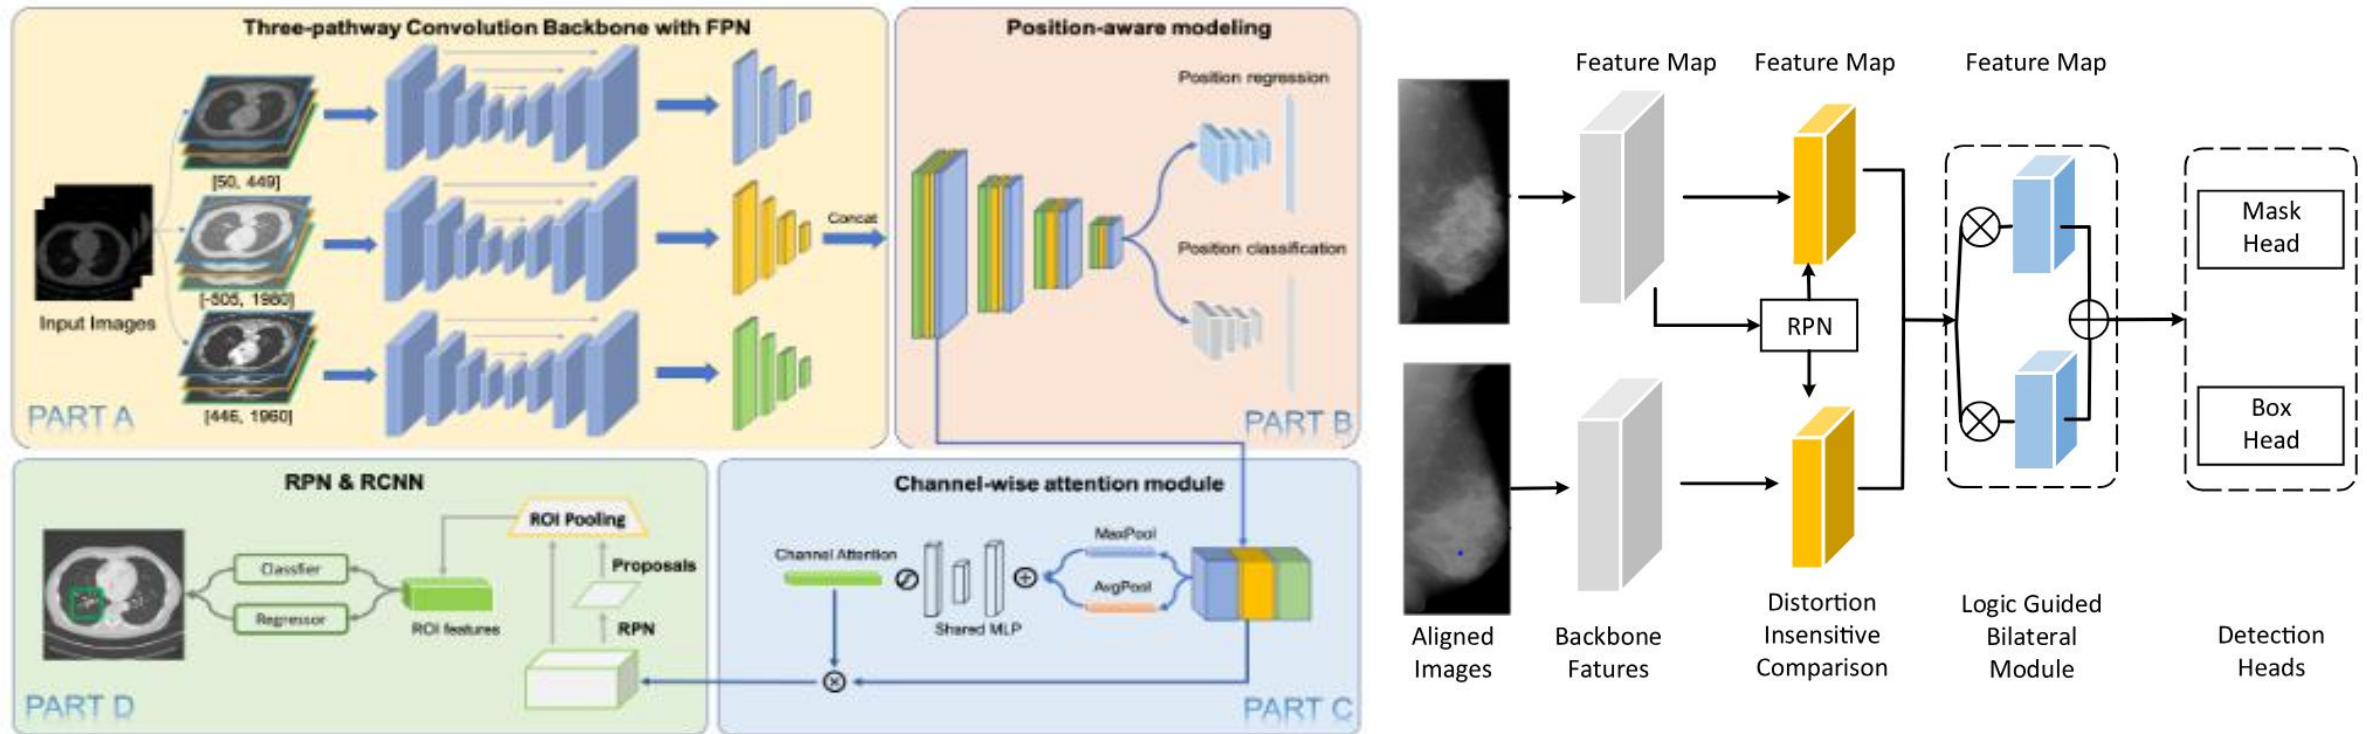 Three-pathway Convolution Backbone with FPN
[50, 449]
[-505, 1980]
Input Images
[446, 1960]
Concat
PART A
Position-aware modeling
Position regression
Position classification
PART B
RPN & RCNN
ROI Pooling
Proposals
Classfier
Regressor
ROI features
RPN
PART D
Channel-wise attention module
MaxPool
Channel Attention
AvgPool
Shared MLP
PART C
Feature Map
Feature Map
Feature Map
RPN
Mask
Head
Box
Head
Aligned
Images
Backbone
Fatures
Distortion
Insensitive
Comparison
Logic Guided
Bilateral
Module
Detection
Heads